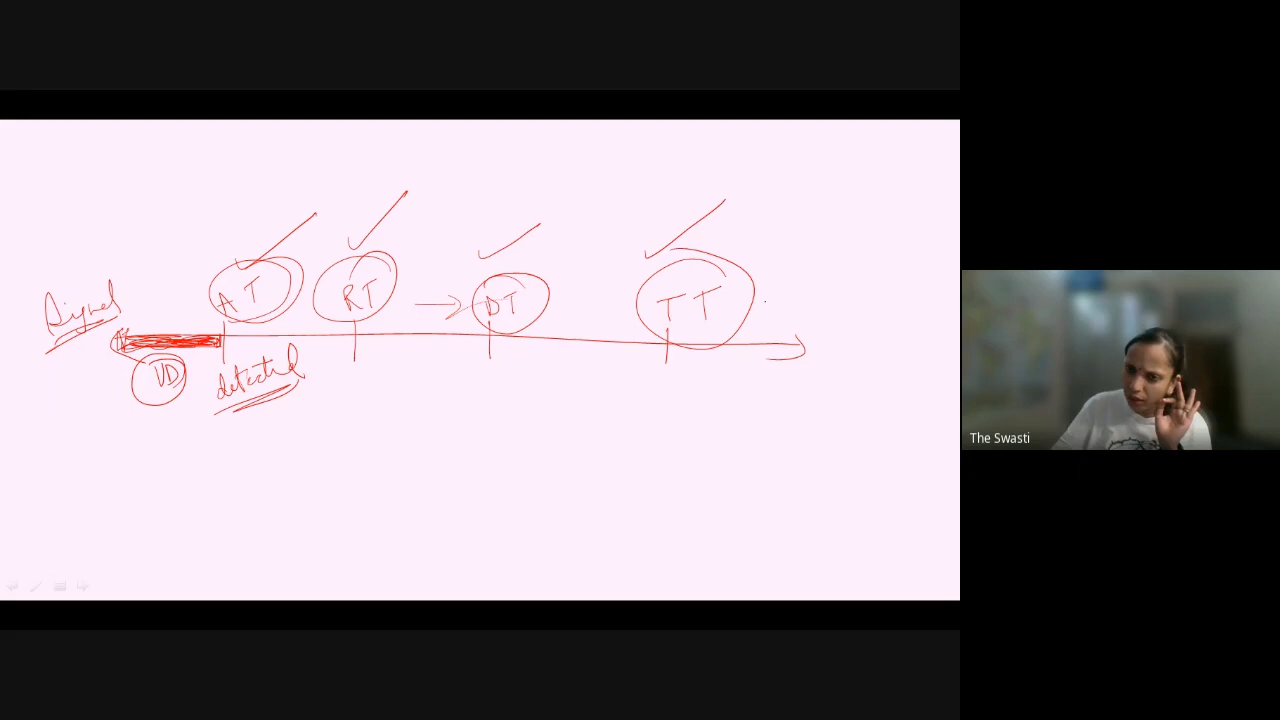 AT RT → DT TT
Signal
VD
detected
The Swasti